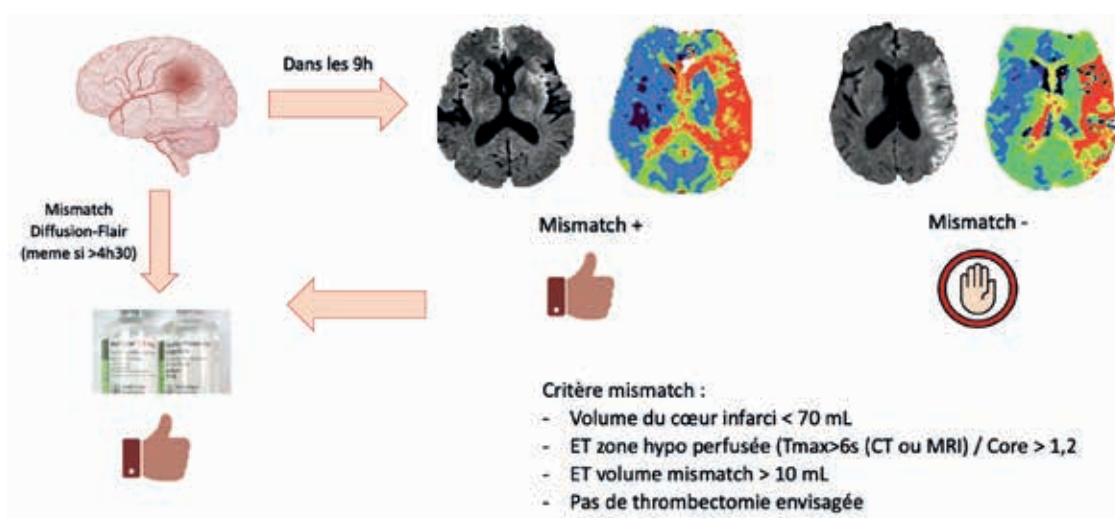 Dans les 9h
Mismatch
Diffusion-Flair
(meme si >4h30)
Mismatch +
Mismatch -
Critère mismatch :
- Volume du cœur infarci < 70 mL
- ET zone hypo perfusée (Tmax>6s (CT ou MRI) / Core > 1,2
- ET volume mismatch > 10 mL
- Pas de thrombectomie envisagée